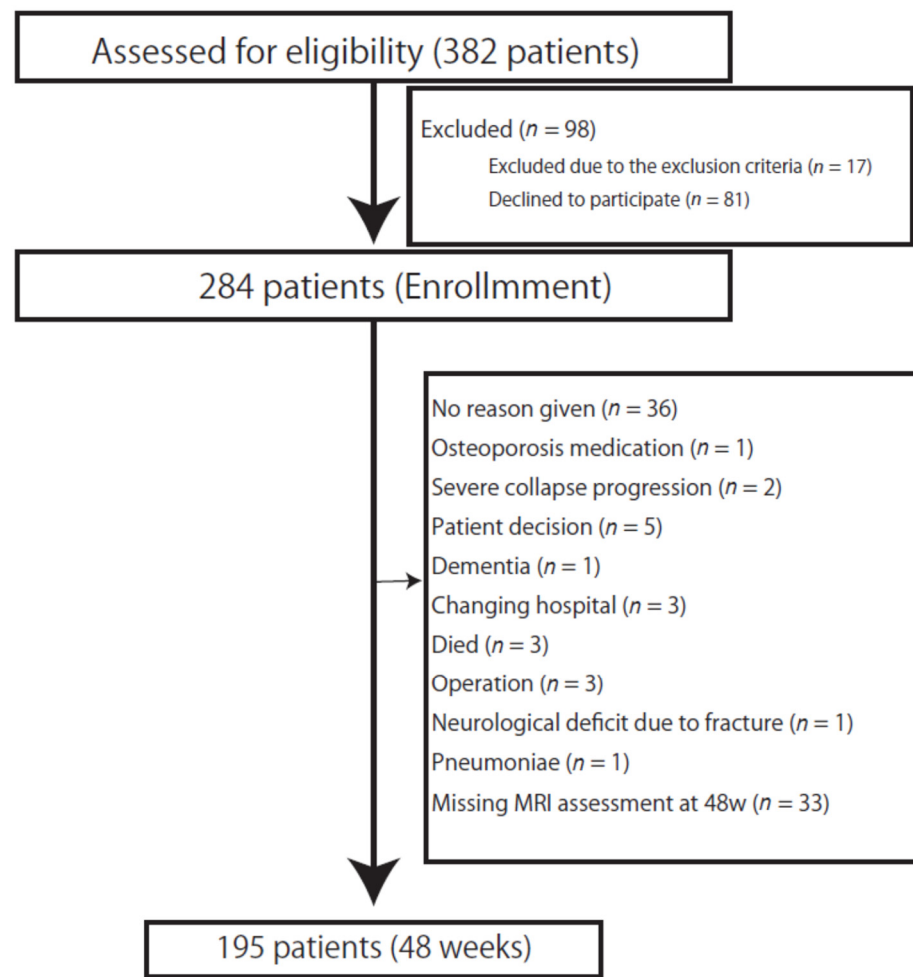 Assessed for eligibility (382 patients)
Excluded (n = 98)
Excluded due to the exclusion criteria (n = 17)
Declined to participate (n = 81)
284 patients (Enrollmment)
No reason given (n = 36)
Osteoporosis medication (n = 1)
Severe collapse progression (n = 2)
Patient decision (n = 5)
Dementia (n = 1)
Changing hospital (n = 3)
Died (n = 3)
Operation (n = 3)
Neurological deficit due to fracture (n = 1)
Pneumoniae (n = 1)
Missing MRI assessment at 48w (n = 33)
195 patients (48 weeks)